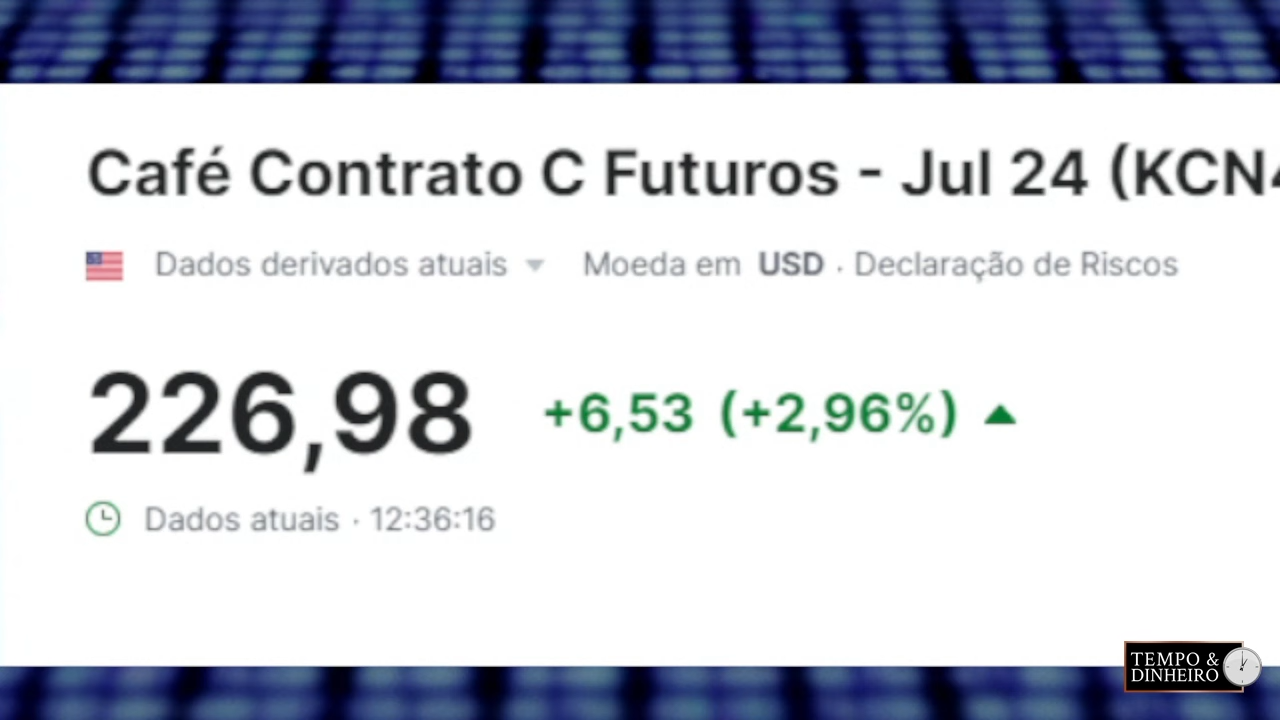 Café Contrato C Futuros - Jul 24 (KCN4
Dados derivados atuais Moeda em USD · Declaração de Riscos
226,98 +6,53 (+2,96%)
Dados atuais · 12:36:16
TEMPO &
DINHEIRO